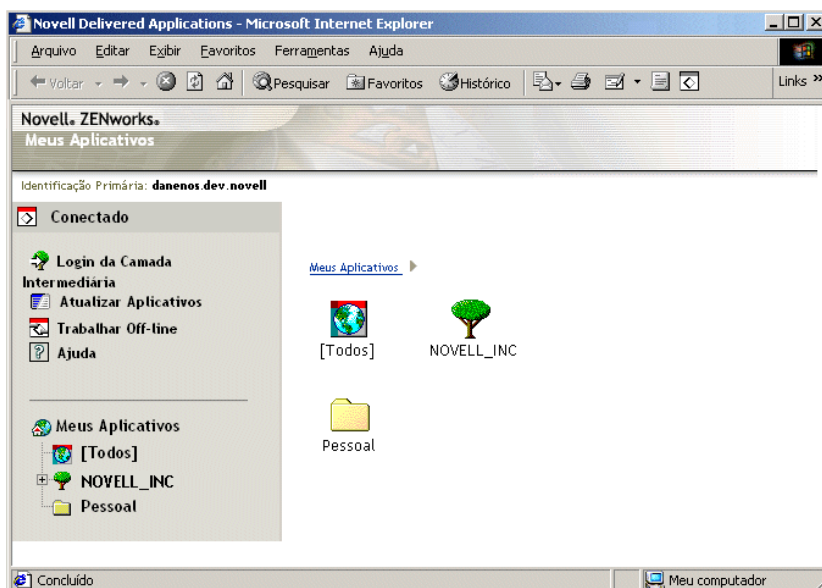 Novell Delivered Applications - Microsoft Internet Explorer
Arquivo Editar Exibir Favoritos Ferramentas Ajuda
Voltar Pesquisar Favoritos Histórico Links »
Novell® ZENworks®
Meus Aplicativos
Identificação Primária: danenos.dev.novell
Conectado
Login da Camada
Intermediária
Atualizar Aplicativos
Trabalhar Off-line
Ajuda
Meus Aplicativos
[Todos]
NOVELL_INC
Pessoal
Meus Aplicativos
[Todos]
NOVELL_INC
Pessoal
Concluído Meu computador